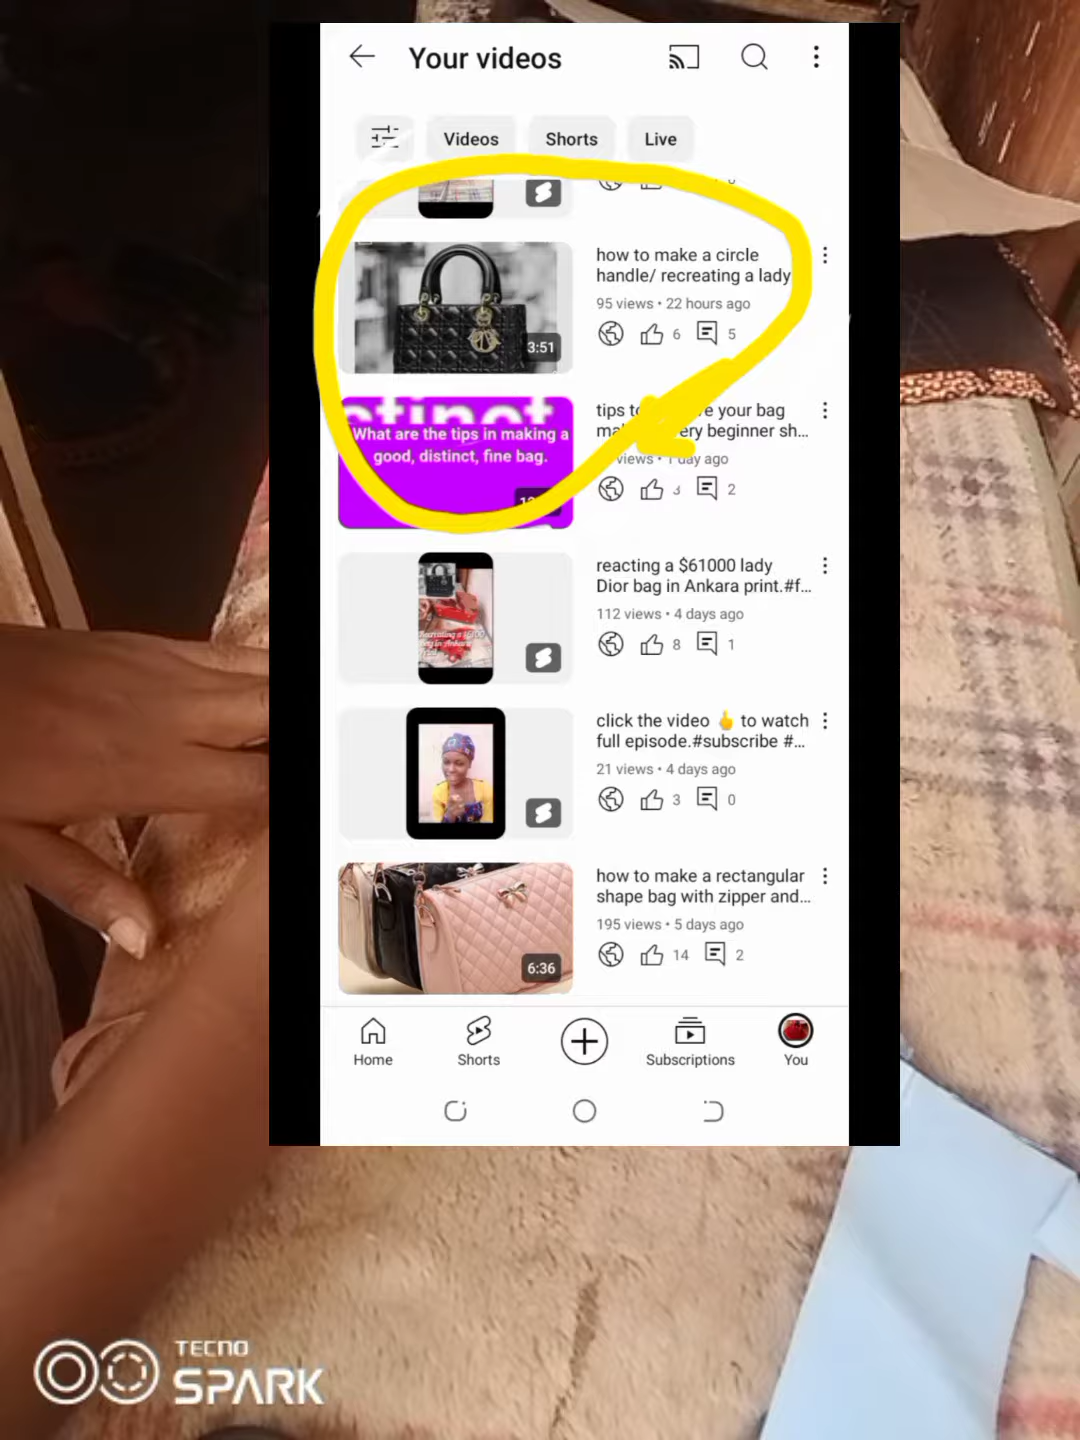 Your videos
Videos
Shorts
Live
how to make a circle
handle/ recreating a lady
95 views • 22 hours ago
6
5
3:51
What are the tips in making a
good, distinct, fine bag.
tips your bag
beginner sh...
views • 1 day ago
2
reacting a $61000 lady
Dior bag in Ankara print.#f...
112 views • 4 days ago
8
1
click the video 👆 to watch
full episode.#subscribe #...
21 views • 4 days ago
3
0
how to make a rectangular
shape bag with zipper and...
195 views • 5 days ago
14
2
6:36
Home
Shorts
Subscriptions
You
TECNO
SPARK